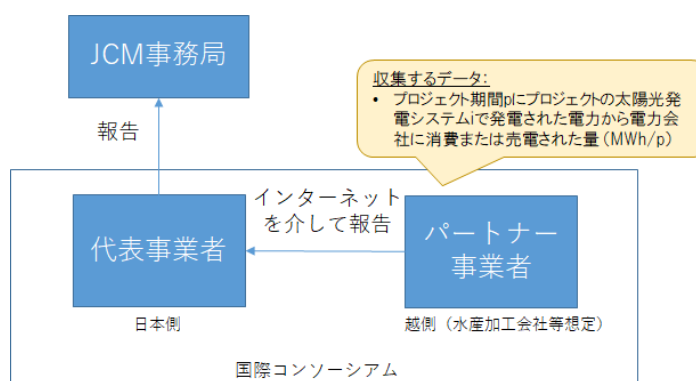 JCM事務局
収集するデータ:
• プロジェクト期間pにプロジェクトの太陽光発
電システムiで発電された電力から電力会
社に消費または売電された量(MWh/p)
報告
インターネット
を介して報告
代表事業者
パートナー
事業者
日本側
越側（水産加工会社等想定）
国際コンソーシアム